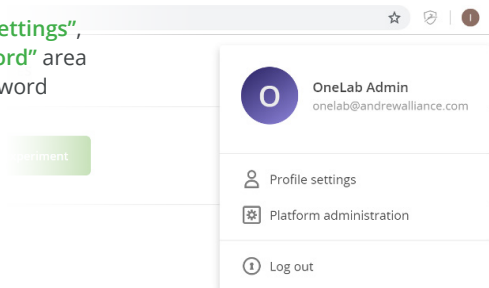 ettings”,
ord” area
word
OneLab Admin
onelab@andrewalliance.com
O
I
Profile settings
Platform administration
Log out